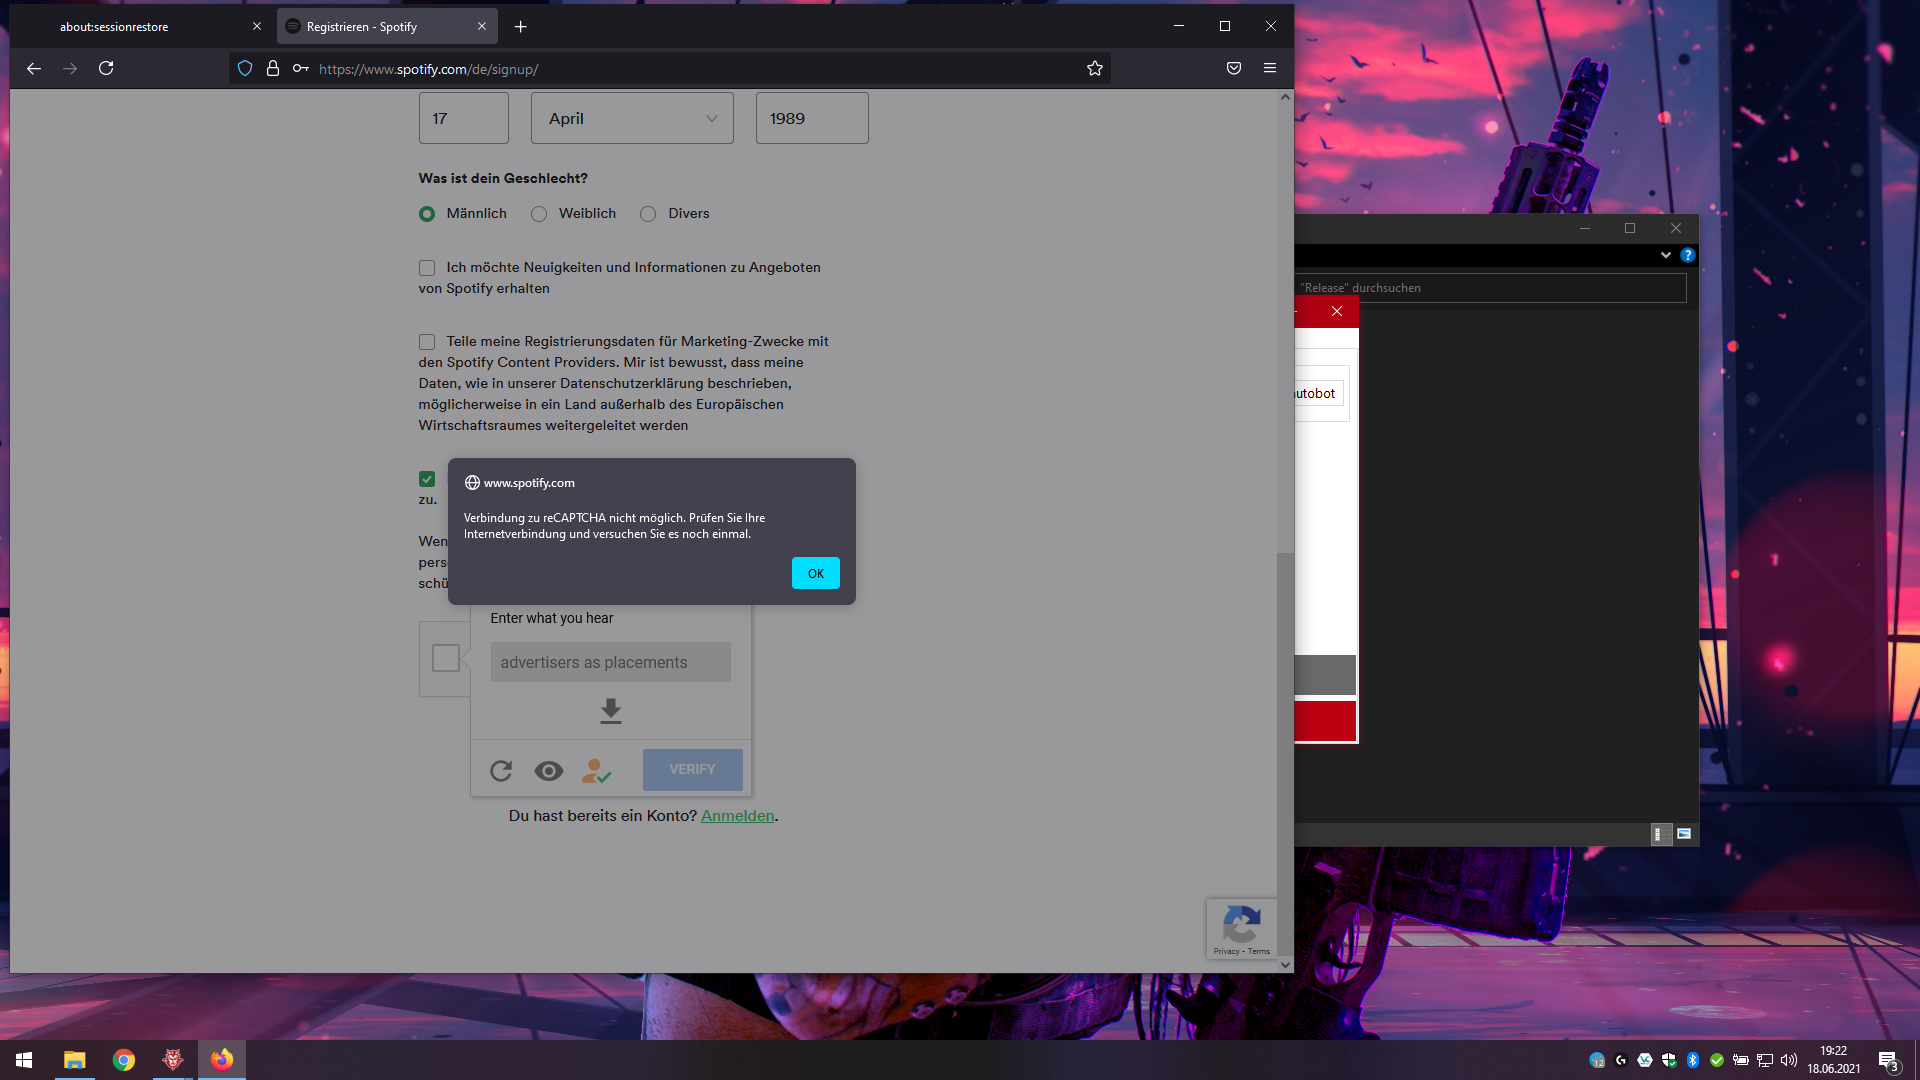 about:sessionrestore
Registrieren - Spotify
https://www.spotify.com/de/signup/
17
April
1989
Was ist dein Geschlecht?
Männlich
Weiblich
Divers
Ich möchte Neuigkeiten und Informationen zu Angeboten
von Spotify erhalten
Teile meine Registrierungsdaten für Marketing-Zwecke mit
den Spotify Content Providers. Mir ist bewusst, dass meine
Daten, wie in unserer Datenschutzerklärung beschrieben,
möglicherweise in ein Land außerhalb des Europäischen
Wirtschaftsraumes weitergeleitet werden
zu.
Wen
pers
schü
www.spotify.com
Verbindung zu reCAPTCHA nicht möglich. Prüfen Sie Ihre
Internetverbindung und versuchen Sie es noch einmal.
OK
Enter what you hear
advertisers as placements
VERIFY
Du hast bereits ein Konto? Anmelden.
Privacy - Terms
"Release" durchsuchen
utobot
12
19:22
18.06.2021
3